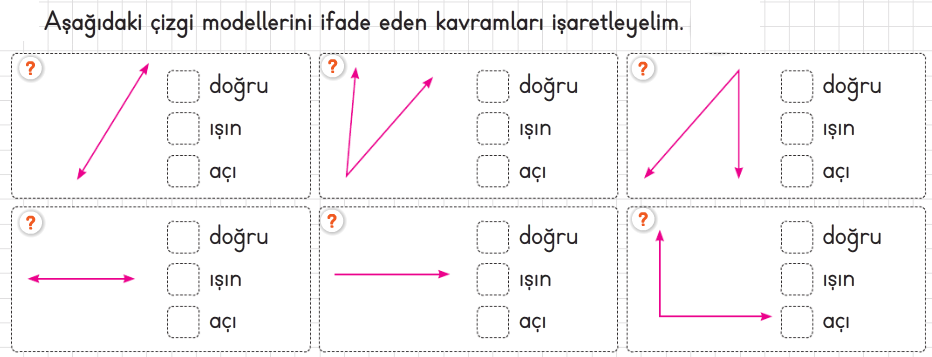 Aşağıdaki çizgi modellerini ifade eden kavramları işaretleyelim.
?
doğru
ışın
açı
?
doğru
ışın
açı
?
doğru
ışın
açı
?
doğru
ışın
açı
?
doğru
ışın
açı
?
doğru
ışın
açı